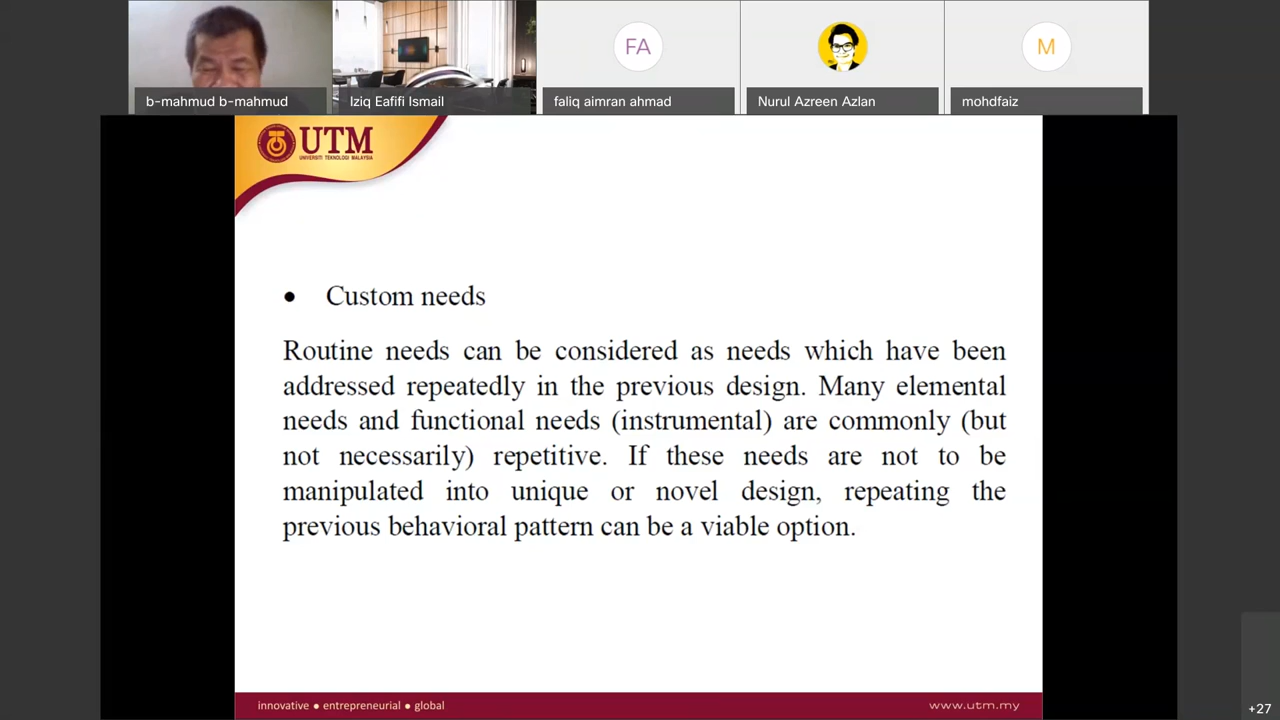 b-mahmud b-mahmud
Iziq Eafifi Ismail
FA
faliq aimran ahmad
Nurul Azreen Azlan
M
mohdfaiz
UTM
UNIVERSITI TEKNOLOGI MALAYSIA
• Custom needs
Routine needs can be considered as needs which have been
addressed repeatedly in the previous design. Many elemental
needs and functional needs (instrumental) are commonly (but
not necessarily) repetitive. If these needs are not to be
manipulated into unique or novel design, repeating the
previous behavioral pattern can be a viable option.
innovative ● entrepreneurial ● global
www.utm.my
+27